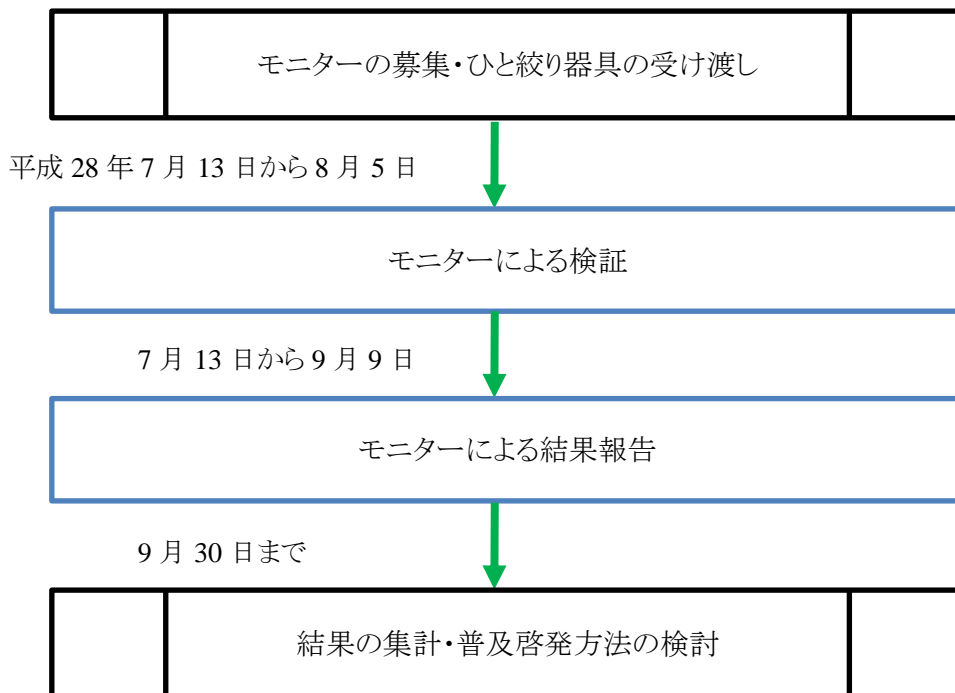 モニターの募集・ひと絞り器具の受け渡し
平成 28 年 7 月 13 日から 8 月 5 日
モニターによる検証
7 月 13 日から 9 月 9 日
モニターによる結果報告
9 月 30 日まで
結果の集計・普及啓発方法の検討